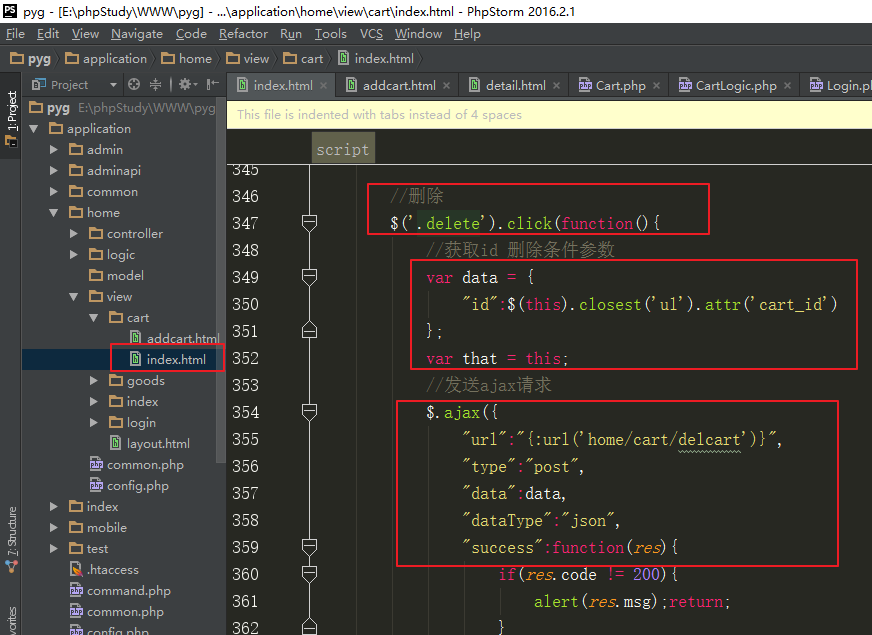 pyg - [E:\phpStudy\WWW\pyg] - ...\application\home\view\cart\index.html - PhpStorm 2016.2.1
File Edit View Navigate Code Refactor Run Tools VCS Window Help
pyg application home view cart index.html
Project
index.html addcart.html detail.html Cart.php CartLogic.php
1: Project
pyg E:\phpStudy\WWW\pyg
application
admin
adminapi
common
home
controller
logic
model
view
cart
addcart.html
index.html
goods
index
login
layout.html
common.php
config.php
index
mobile
test
.htaccess
command.php
common.php
config.php
7: Structure
This file is indented with tabs instead of 4 spaces
script
345
346 //删除
347 $('.delete').click(function(){
348 //获取id 删除条件参数
349 var data = {
350 "id":$(this).closest('ul').attr('cart_id')
351 };
352 var that = this;
353 //发送ajax请求
354 $.ajax({
355 "url":"{:url('home/cart/delcart')}",
356 "type":"post",
357 "data":data,
358 "dataType":"json",
359 "success":function(res){
360 if(res.code != 200){
361 alert(res.msg);return;
362 }